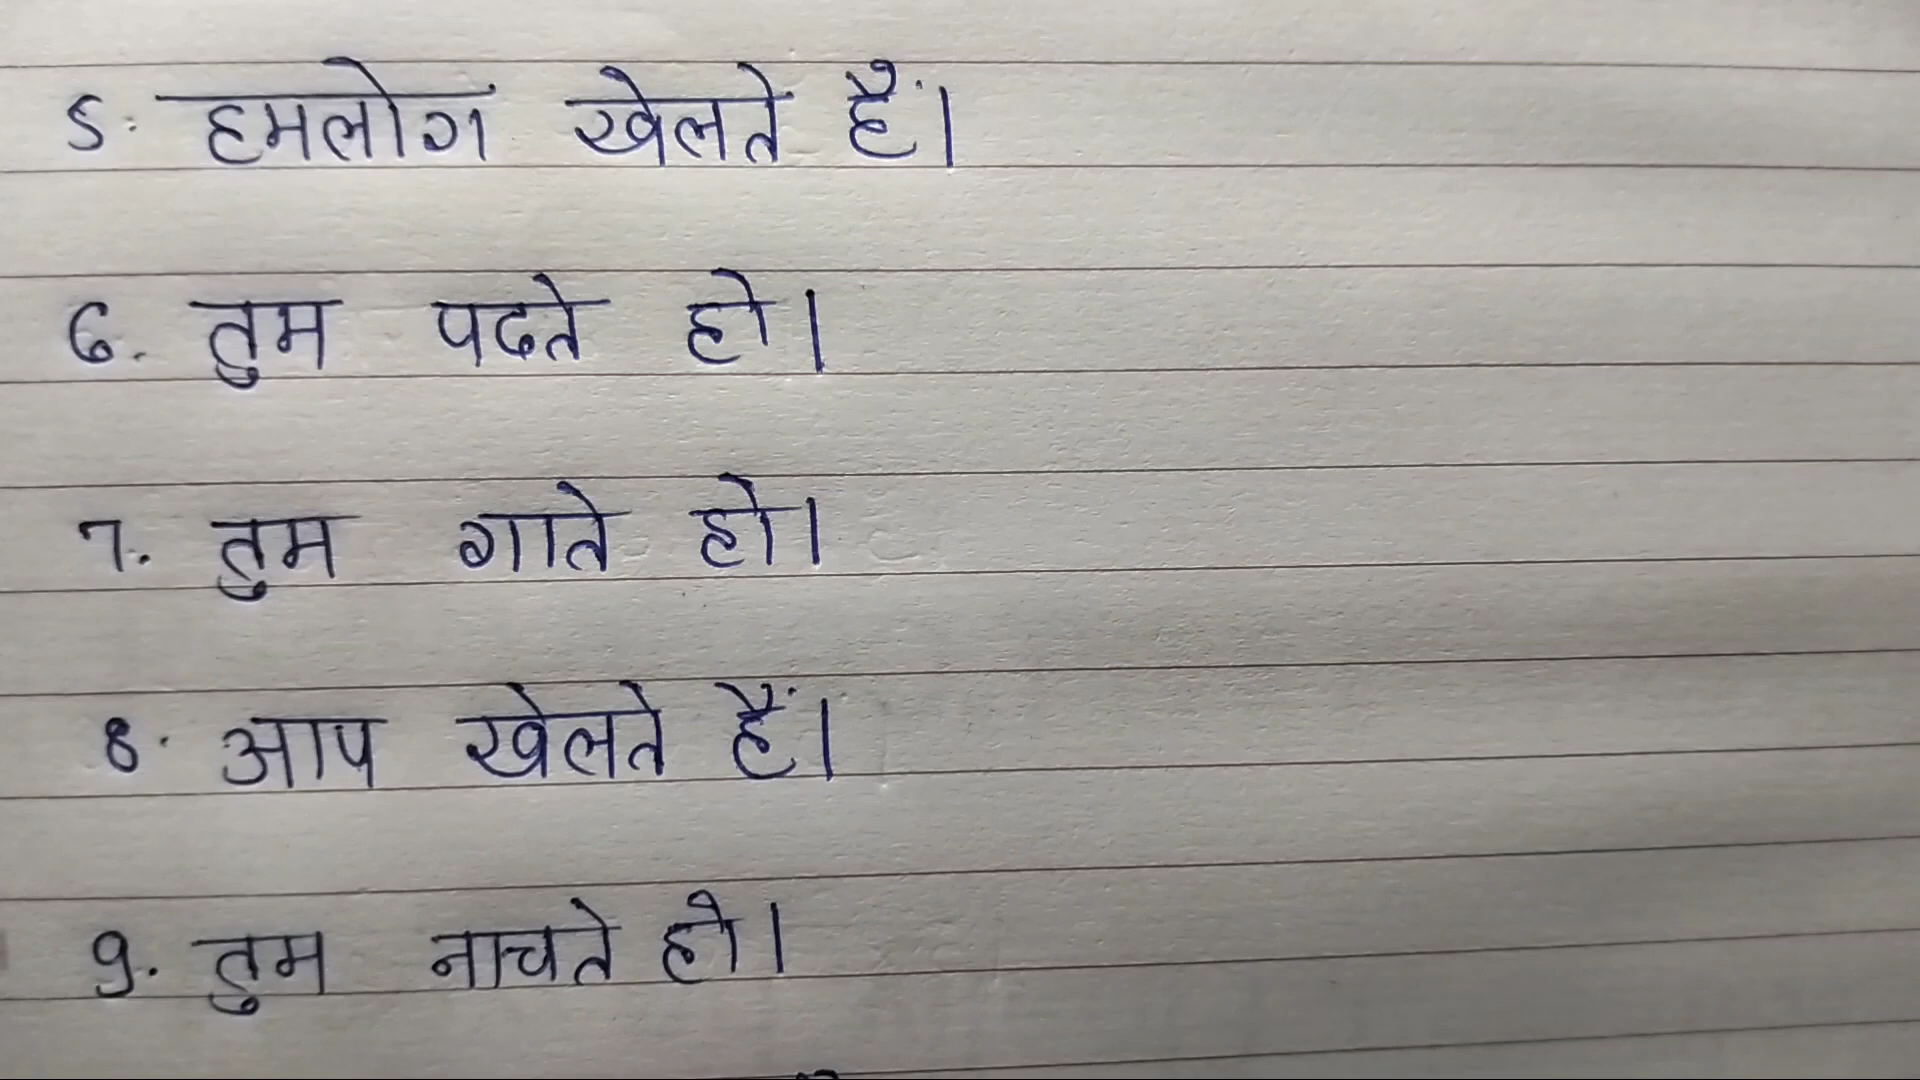 5. हमलोग खेलते हैं।
6. तुम पढते हो।
7. तुम गाते हो।
8. आप खेलते हैं।
9. तुम नाचते हो।